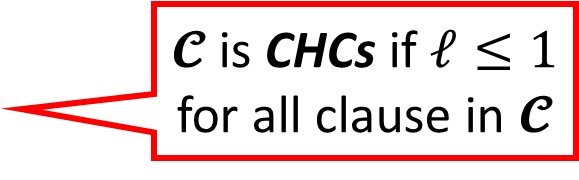 𝓒 is CHCs if ℓ ≤ 1
for all clause in 𝓒